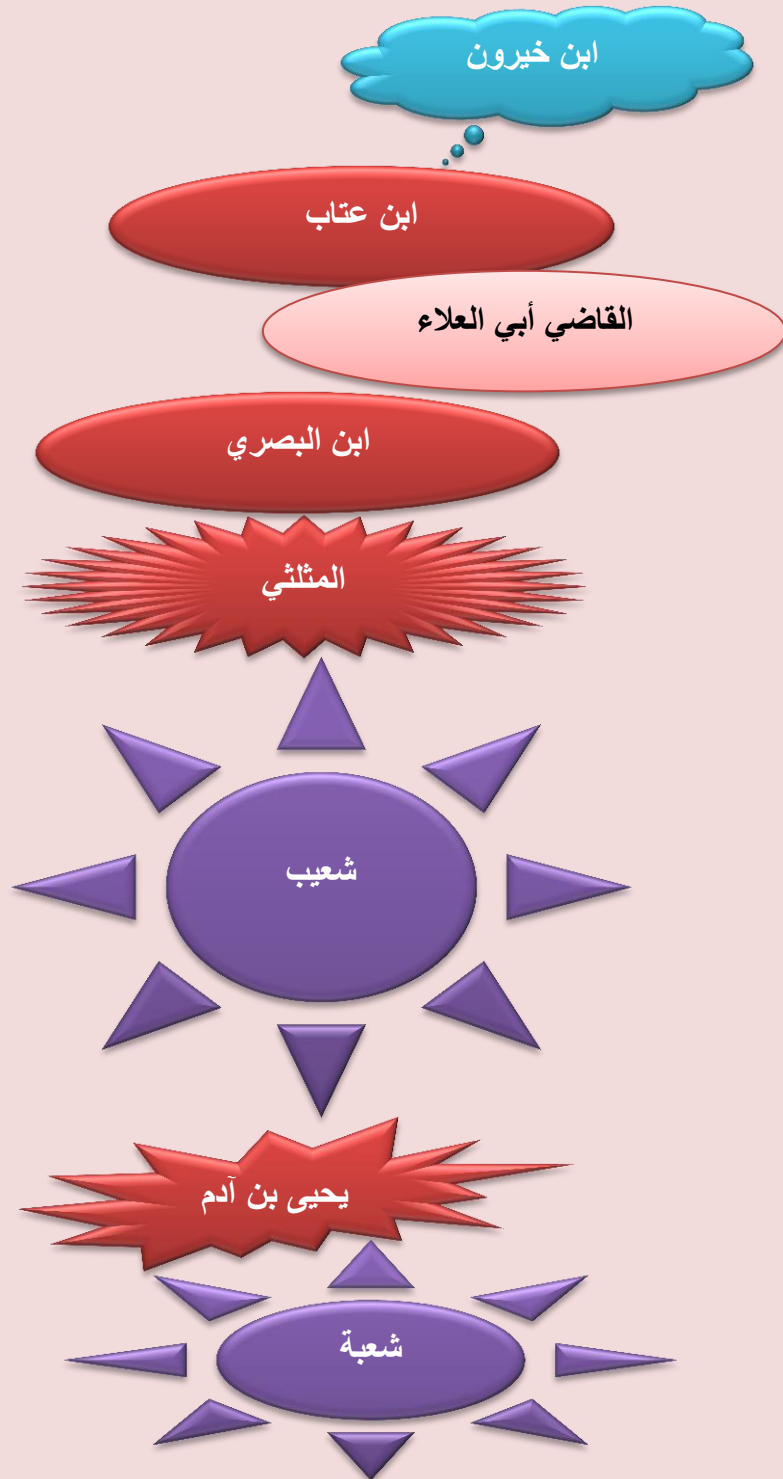 ابن خيرون
ابن عتاب
القاضي أبي العلاء
ابن البصري
المثلثي
شعيب
يحيى بن آدم
شعبة